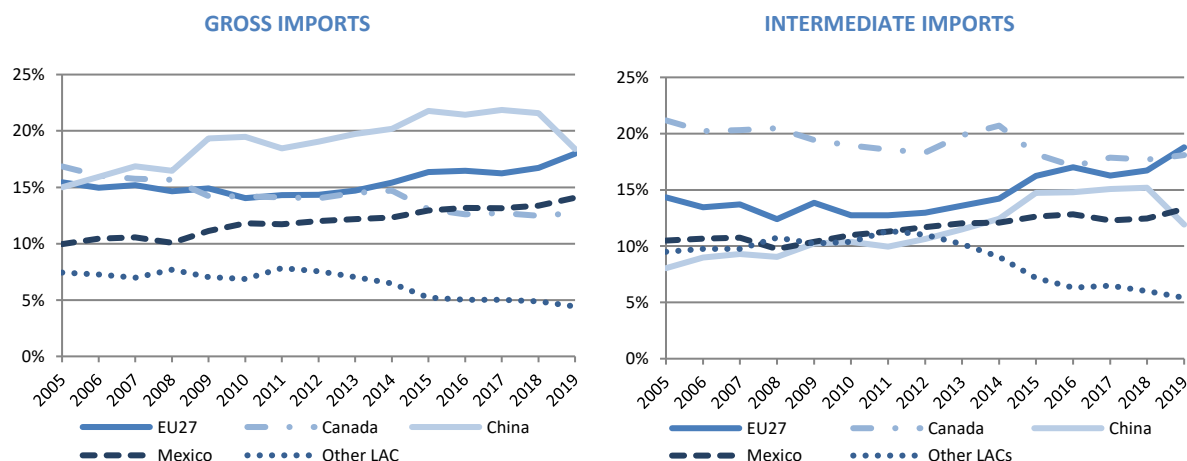 GROSS IMPORTS
25%
20%
15%
10%
5%
0%
2005 2006 2007 2008 2009 2010 2011 2012 2013 2014 2015 2016 2017 2018 2019
EU27 Canada China
Mexico Other LAC
INTERMEDIATE IMPORTS
25%
20%
15%
10%
5%
0%
2005 2006 2007 2008 2009 2010 2011 2012 2013 2014 2015 2016 2017 2018 2019
EU27 Canada China
Mexico Other LACs